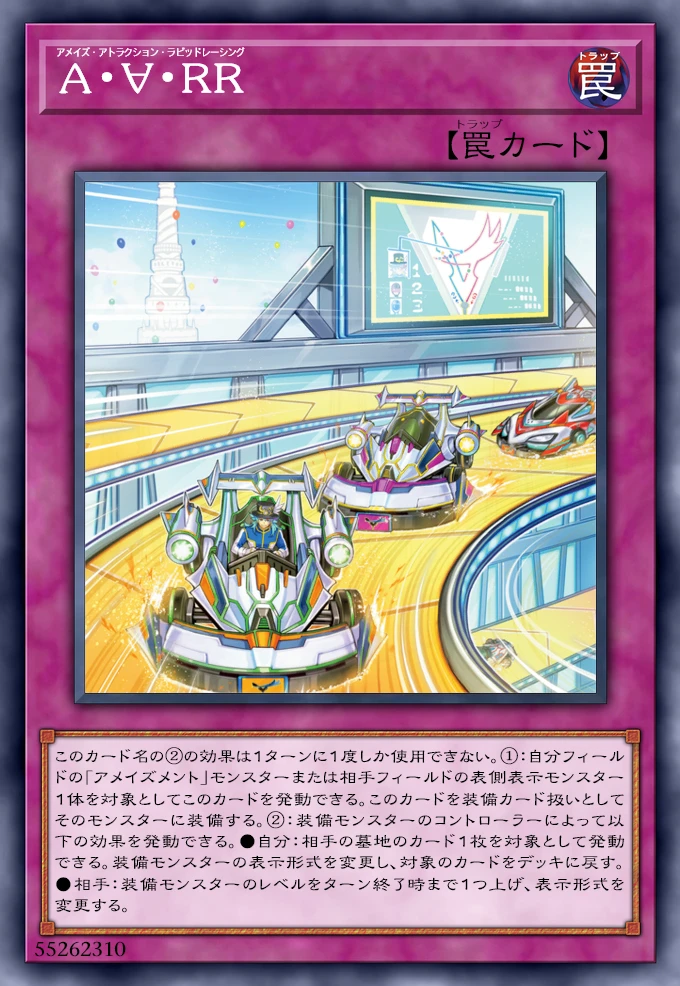 アメイズ・アトラクション・ラピッドレーシング
A・∀・RR
トラップ
罠
トラップ
【罠カード】
1
2
3
このカード名の②の効果は1ターンに1度しか使用できない。①：自分フィール
ドの「アメイズメント」モンスターまたは相手フィールドの表側表示モンスター
1体を対象としてこのカードを発動できる。このカードを装備カード扱いとして
そのモンスターに装備する。②：装備モンスターのコントローラーによって以
下の効果を発動できる。●自分：相手の墓地のカード1枚を対象として発動
できる。装備モンスターの表示形式を変更し、対象のカードをデッキに戻す。
●相手：装備モンスターのレベルをターン終了時まで1つ上げ、表示形式を
変更する。
55262310